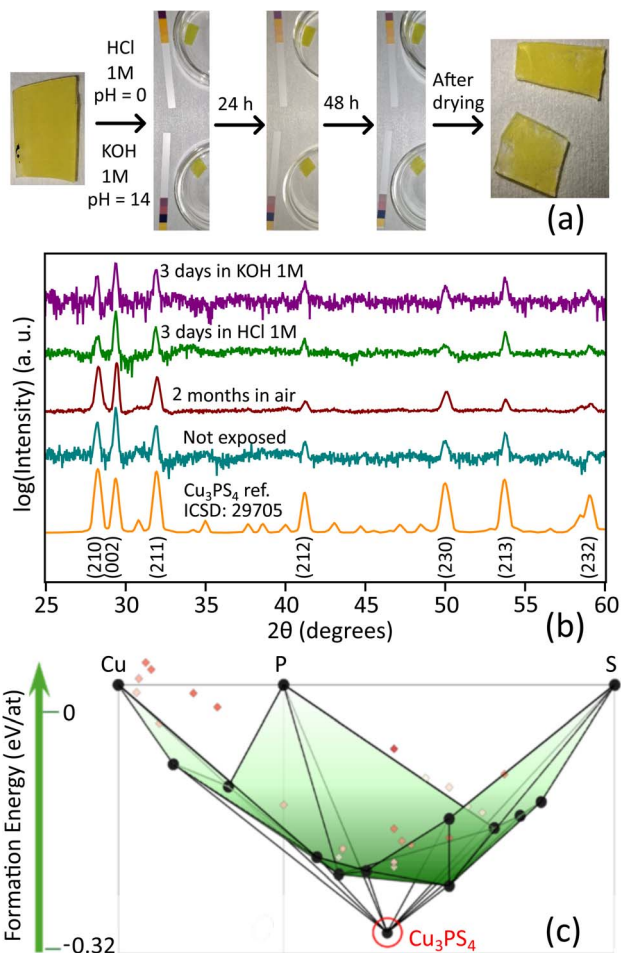 HCl
1M
pH = 0
KOH
1M
pH = 14
24 h
48 h
After
drying
(a)
log(Intensity) (a. u.)
3 days in KOH 1M
3 days in HCl 1M
2 months in air
Not exposed
Cu₃PS₄ ref.
ICSD: 29705
(210)
(002)
(211)
(212)
(230)
(213)
(232)
25 30 35 40 45 50 55 60
2θ (degrees)
(b)
Formation Energy (eV/at)
Cu P S
0
-0.32
Cu₃PS₄
(c)